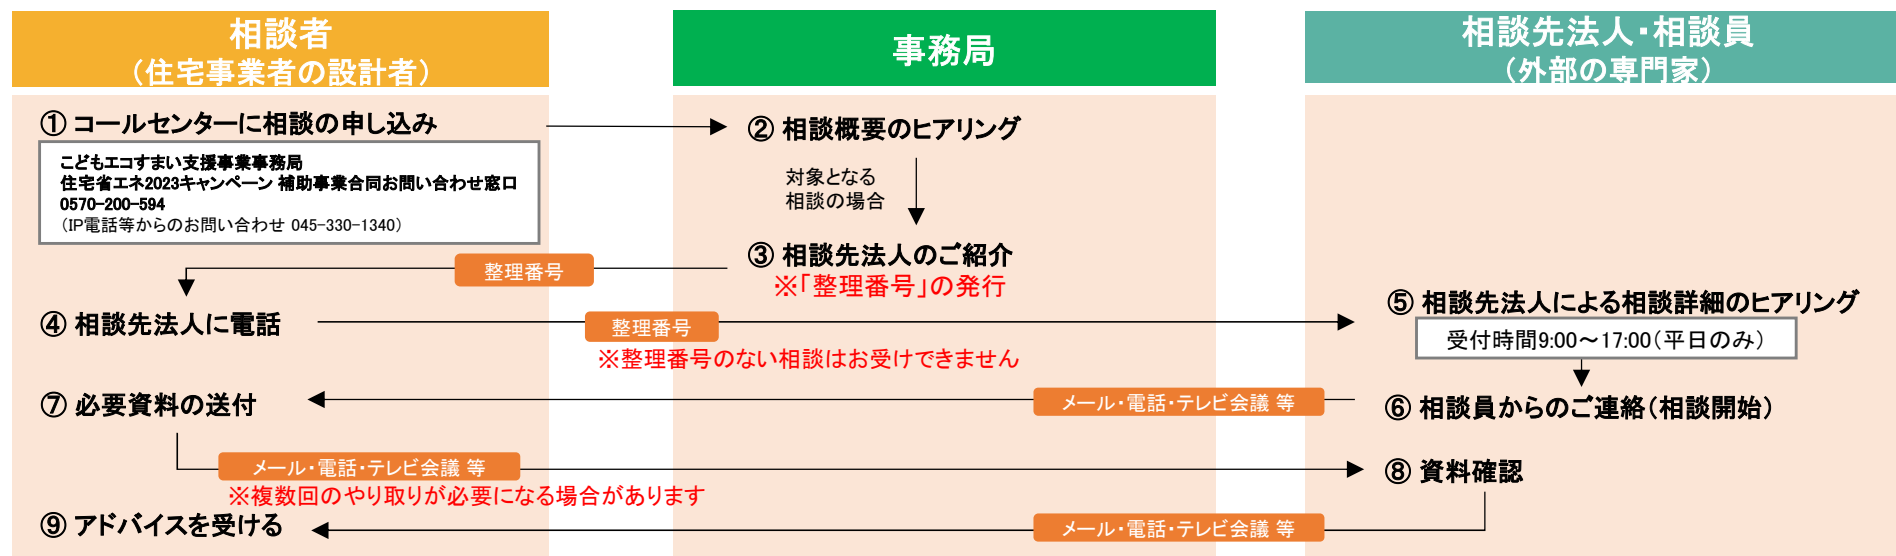 相談者
（住宅事業者の設計者）
事務局
相談先法人・相談員
（外部の専門家）
① コールセンターに相談の申し込み
こどもエコすまい支援事業事務局
住宅省エネ2023キャンペーン 補助事業合同お問い合わせ窓口
0570-200-594
（IP電話等からのお問い合わせ 045-330-1340）
② 相談概要のヒアリング
対象となる
相談の場合
③ 相談先法人のご紹介
※「整理番号」の発行
整理番号
④ 相談先法人に電話
整理番号
※整理番号のない相談はお受けできません
⑤ 相談先法人による相談詳細のヒアリング
受付時間9:00～17:00（平日のみ）
⑥ 相談員からのご連絡（相談開始）
メール・電話・テレビ会議 等
⑦ 必要資料の送付
メール・電話・テレビ会議 等
※複数回のやり取りが必要になる場合があります
⑧ 資料確認
メール・電話・テレビ会議 等
⑨ アドバイスを受ける